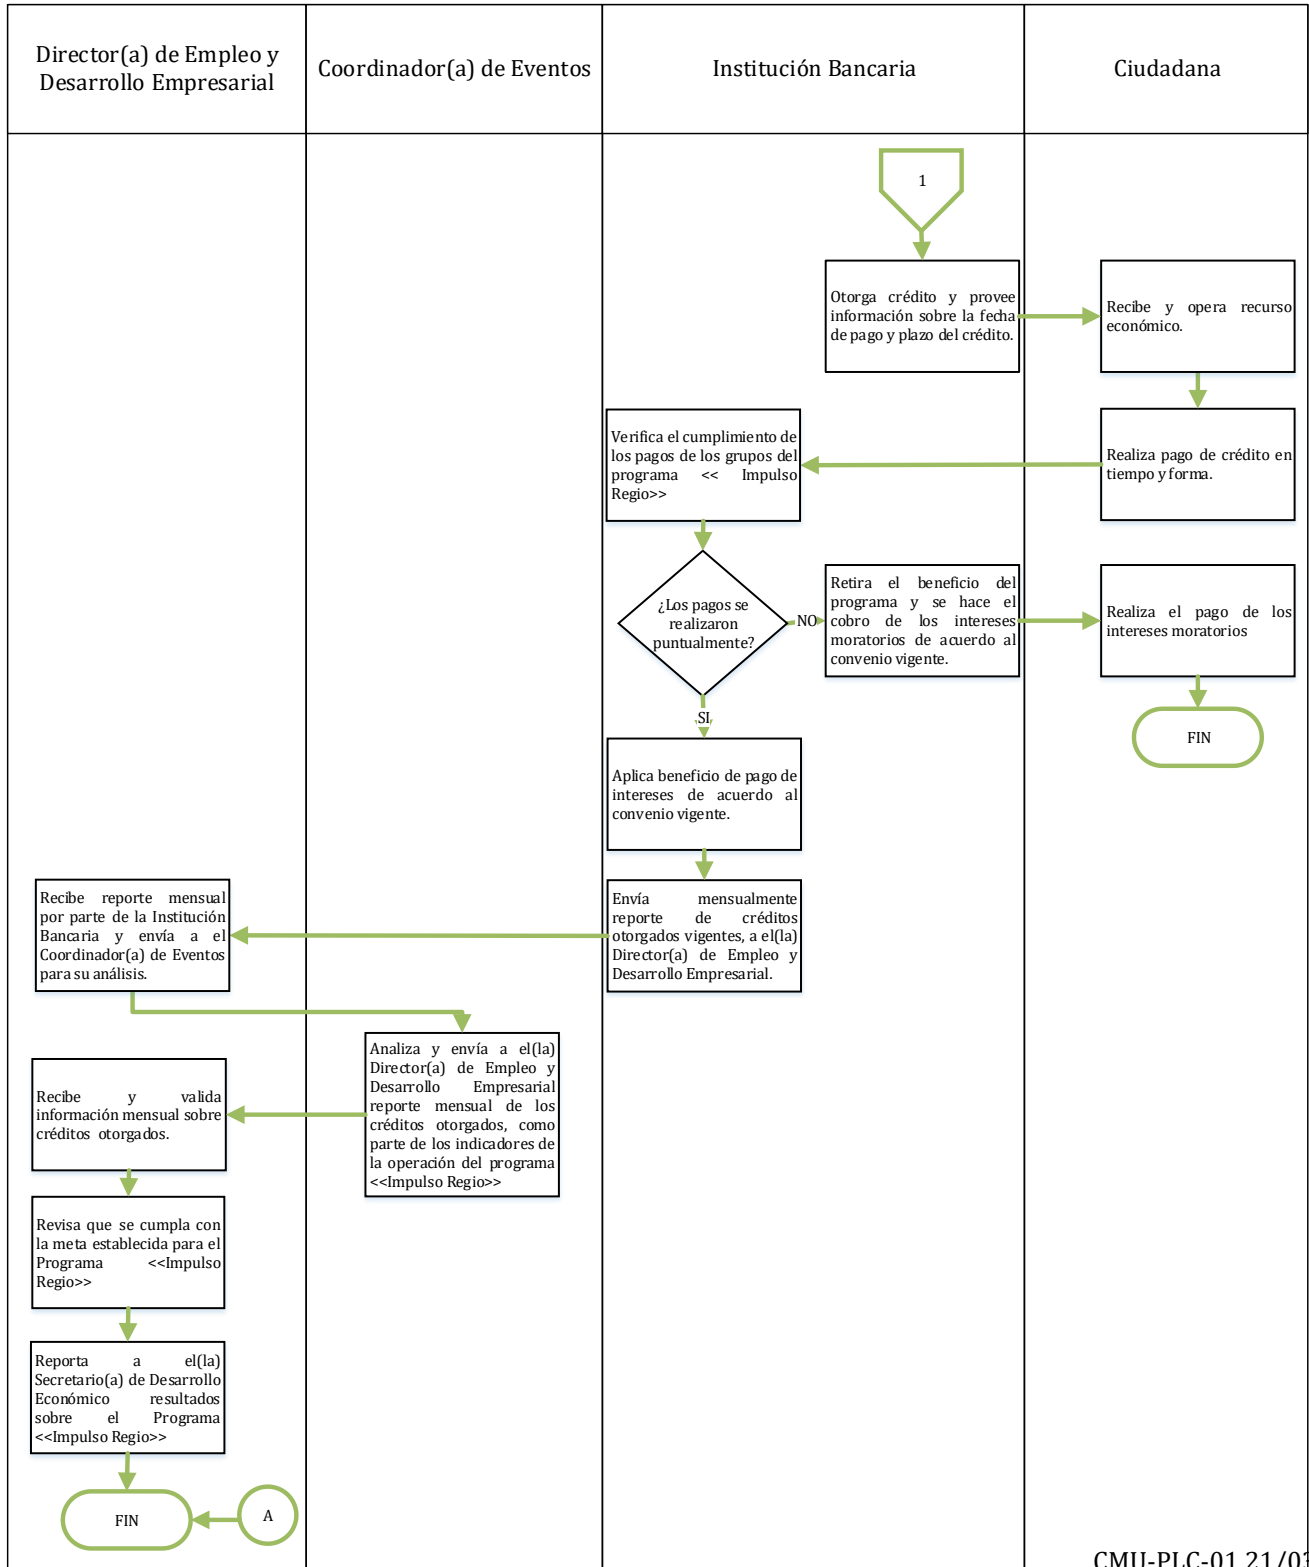 Director(a) de Empleo y
Desarrollo Empresarial
Coordinador(a) de Eventos
Institución Bancaria
Ciudadana
1
Otorga crédito y provee
información sobre la fecha
de pago y plazo del crédito.
Recibe y opera recurso
económico.
Verifica el cumplimiento de
los pagos de los grupos del
programa << Impulso
Regio>>
Realiza pago de crédito en
tiempo y forma.
¿Los pagos se
realizaron
puntualmente?
NO
Retira el beneficio del
programa y se hace el
cobro de los intereses
moratorios de acuerdo al
convenio vigente.
Realiza el pago de los
intereses moratorios
SI
FIN
Aplica beneficio de pago de
intereses de acuerdo al
convenio vigente.
Recibe reporte mensual
por parte de la Institución
Bancaria y envía a el
Coordinador(a) de Eventos
para su análisis.
Envía mensualmente
reporte de créditos
otorgados vigentes, a el(la)
Director(a) de Empleo y
Desarrollo Empresarial.
Analiza y envía a el(la)
Director(a) de Empleo y
Desarrollo Empresarial
reporte mensual de los
créditos otorgados, como
parte de los indicadores de
la operación del programa
<<Impulso Regio>>
Recibe y valida
información mensual sobre
créditos otorgados.
Revisa que se cumpla con
la meta establecida para el
Programa <<Impulso
Regio>>
Reporta a el(la)
Secretario(a) de Desarrollo
Económico resultados
sobre el Programa
<<Impulso Regio>>
FIN
A
CMU-PLC-01 21/03